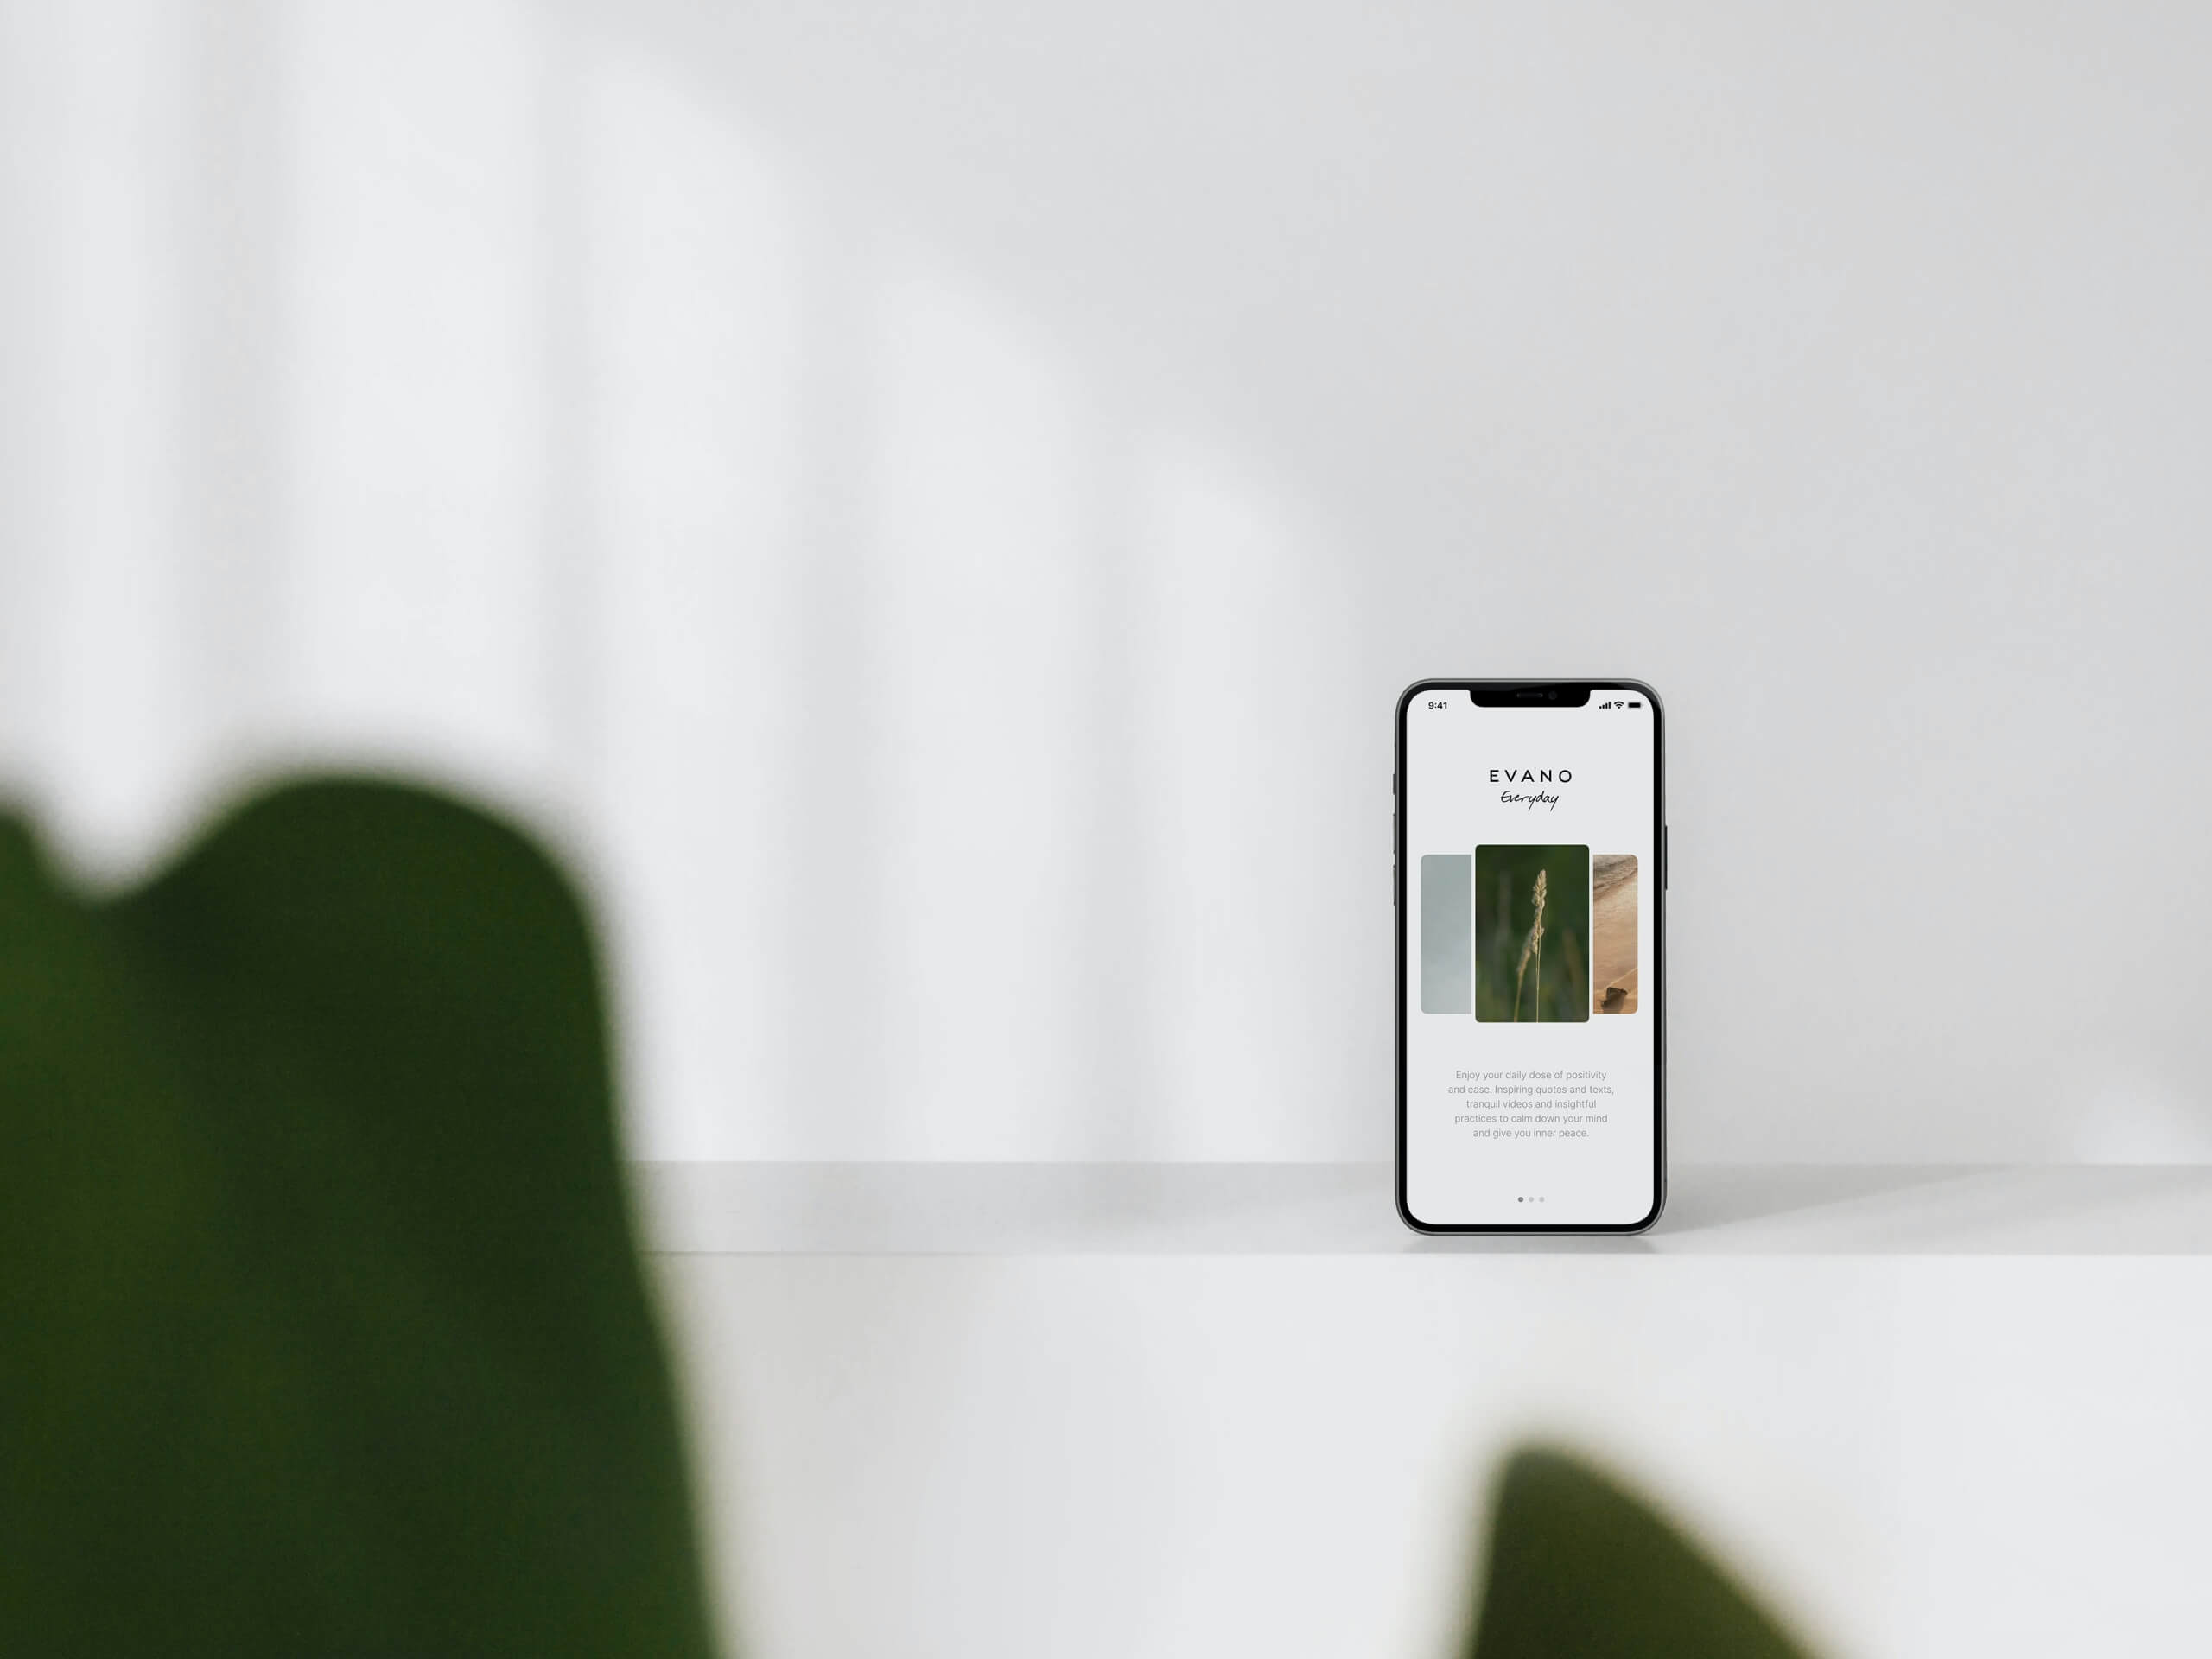 9:41
EVANO
Everyday
Enjoy your daily dose of positivity
and ease. Inspiring quotes and texts,
tranquil videos and insightful
practices to calm down your mind
and give you inner peace.